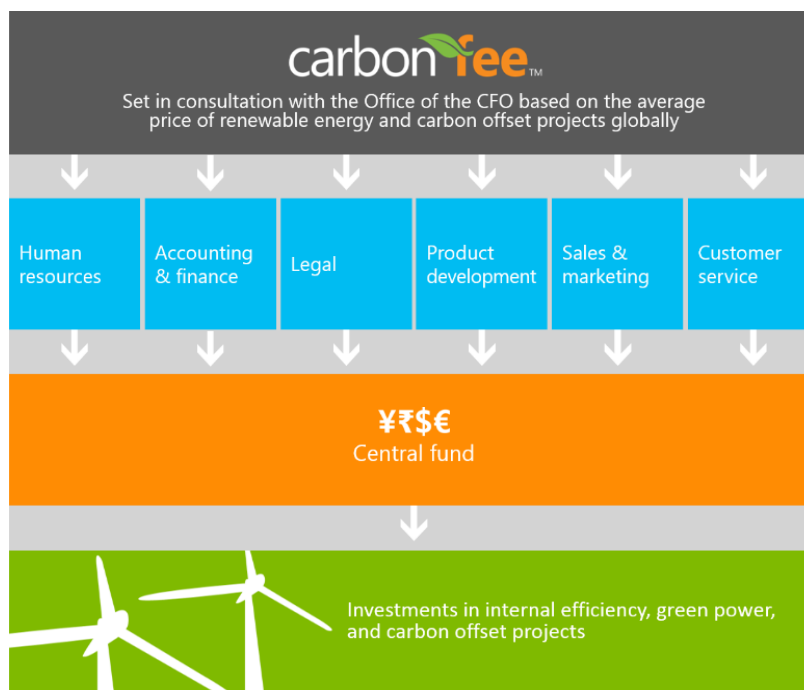 carbon fee™
Set in consultation with the Office of the CFO based on the average
price of renewable energy and carbon offset projects globally
Human
resources
Accounting
& finance
Legal
Product
development
Sales &
marketing
Customer
service
¥₹$€
Central fund
Investments in internal efficiency, green power,
and carbon offset projects